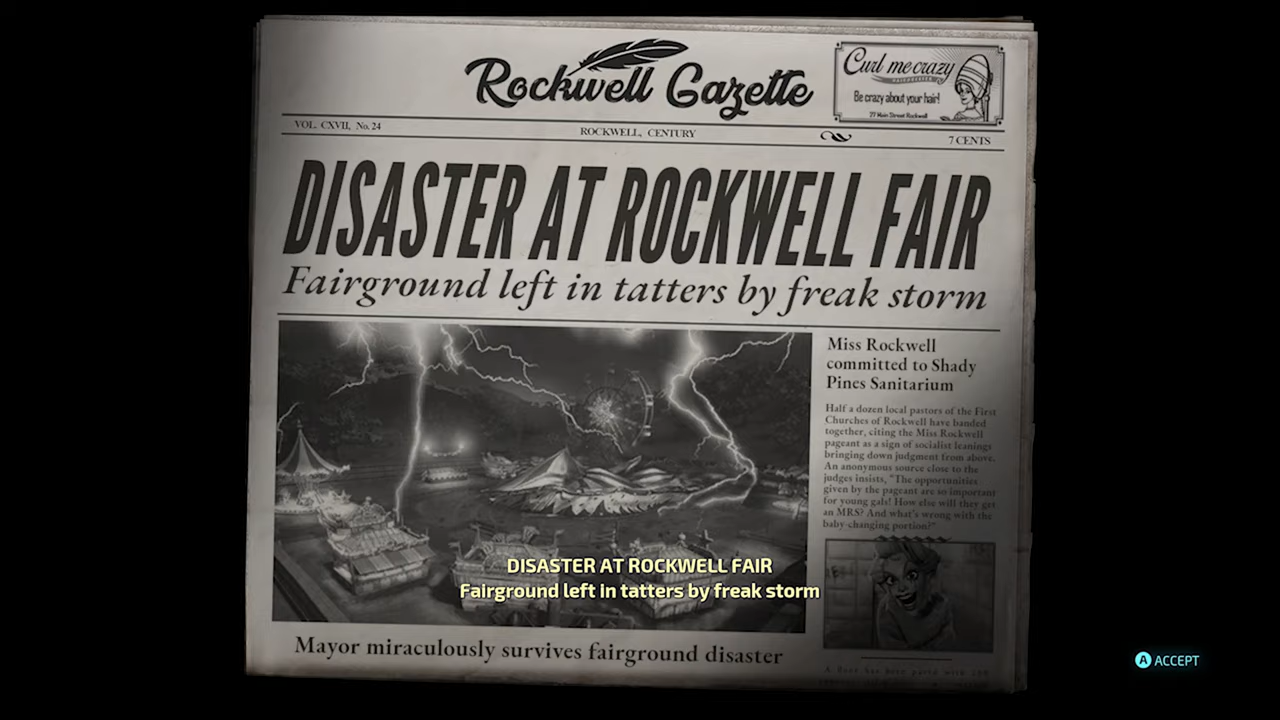 Rockwell Gazette
Curl me crazy
Be crazy about your hair!
27 Main Street Rockwell
VOL. CXVII, No. 24
ROCKWELL, CENTURY
7 CENTS
DISASTER AT ROCKWELL FAIR
Fairground left in tatters by freak storm
Miss Rockwell
committed to Shady
Pines Sanitarium
Half a dozen local pastors of the First
Churches of Rockwell have banded
together, citing the Miss Rockwell
pageant as a sign of socialist leanings
bringing down judgment from above.
An anonymous source close to the
judges insists, "The opportunities
given by the pageant are so important
for young gals! How else will they get
an MRS? And what's wrong with the
baby-changing portion?"
DISASTER AT ROCKWELL FAIR
Fairground left in tatters by freak storm
Mayor miraculously survives fairground disaster
A ACCEPT